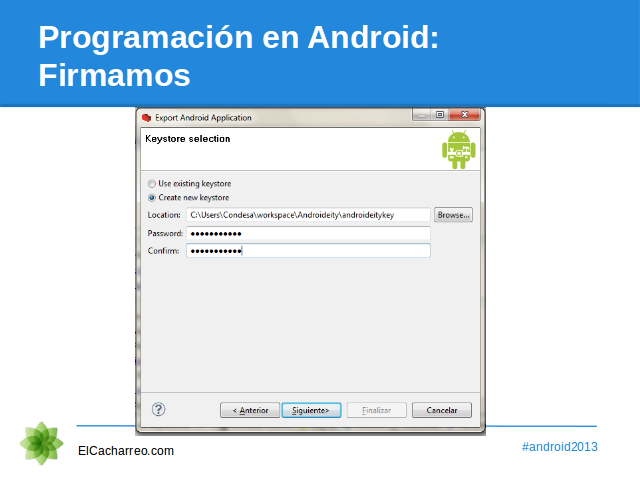 Programación en Android:
Firmamos
Export Android Application
Keystore selection
Use existing keystore
Create new keystore
Location: C:\Users\Condesa\workspace\Androideity\androideitykey Browse...
Password: •••••••••••
Confirm: •••••••••••
< Anterior Siguiente> Finalizar Cancelar
ElCacharreo.com
#android2013